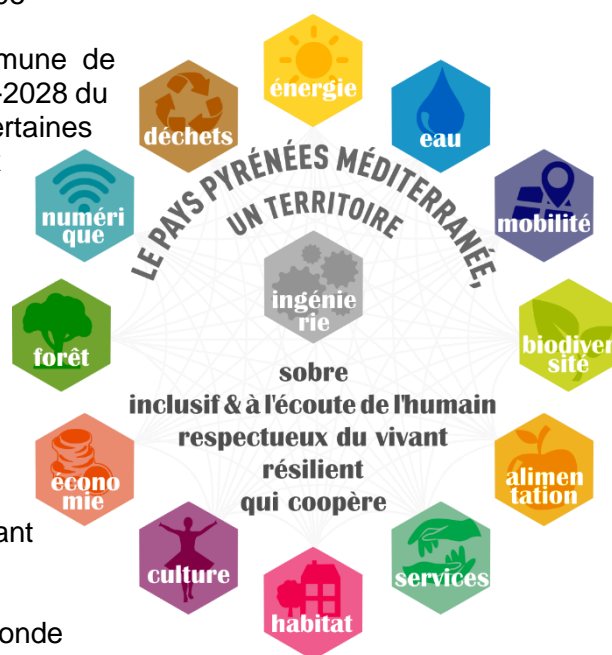 mune de
-2028 du
ertaines
énergie
déchets
eau
LE PAYS PYRÉNÉES MÉDITERRANÉE,
UN TERRITOIRE
numéri
que
mobilité
ingénie
rie
forêt
biodiver
sité
sobre
inclusif & à l'écoute de l'humain
respectueux du vivant
résilient
qui coopère
écono
mie
alimen
tation
ant
culture
services
habitat
onde